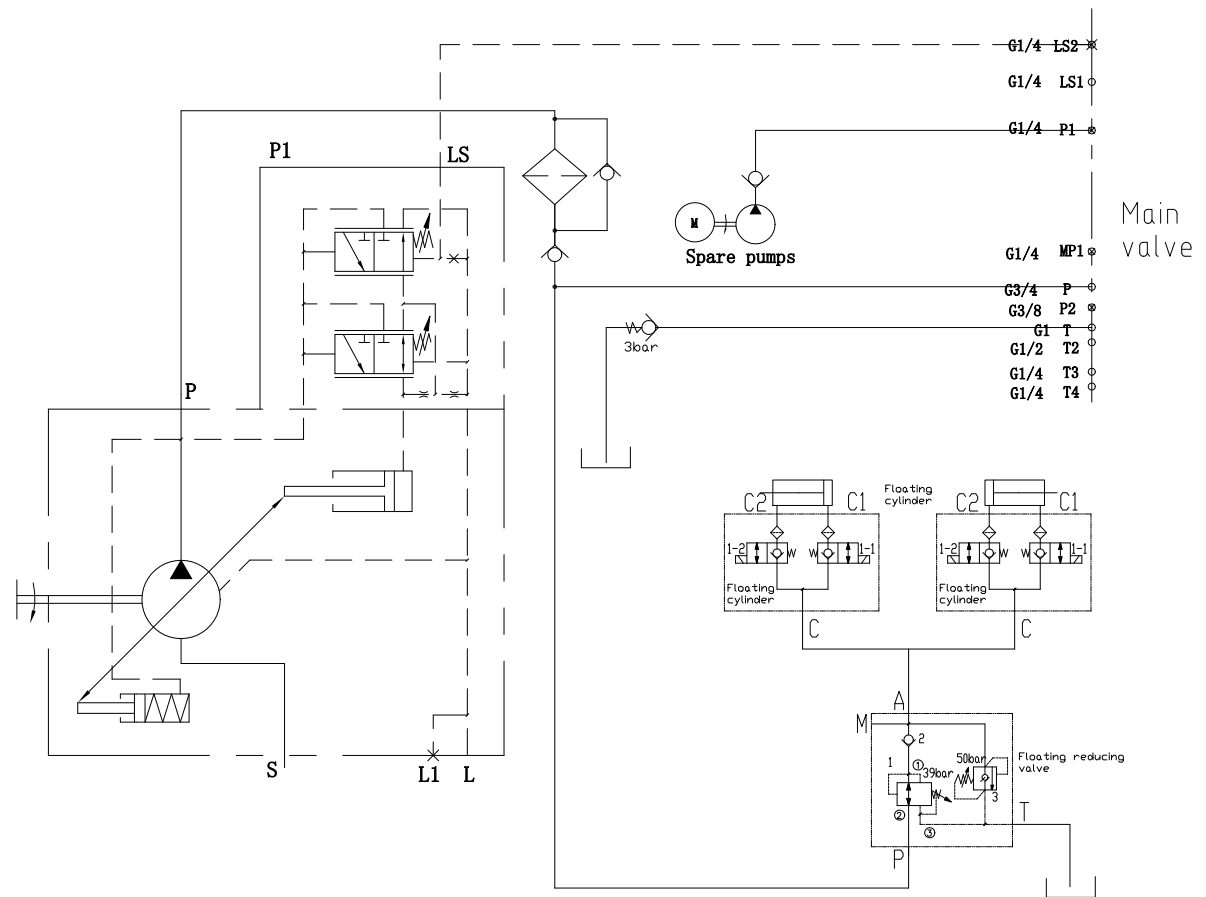 G1/4 LS2
G1/4 LS1
G1/4 P1
P1
LS
M
Spare pumps
Main
valve
G1/4 MP1
G3/4 P
G3/8 P2
G1 T
G1/2 T2
G1/4 T3
G1/4 T4
3bar
P
C2
C1
Floating
cylinder
C2
C1
1-2
W
W
1-1
1-2
W
W
1-1
Floating
cylinder
Floating
cylinder
C
C
A
M
2
1
①
39bar
50bar
Floating reducing
valve
3
②
③
T
P
S
L1
L